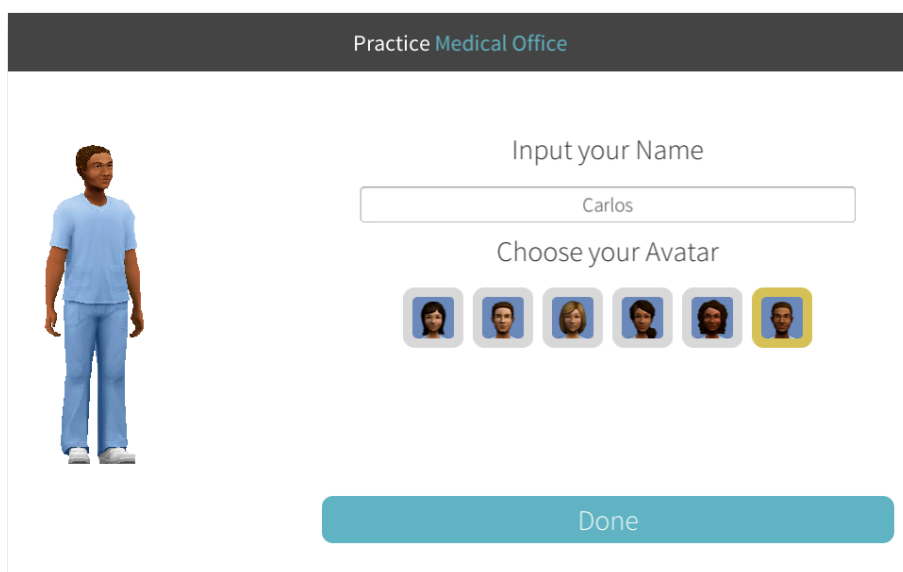 Practice Medical Office
Input your Name
Carlos
Choose your Avatar
Done